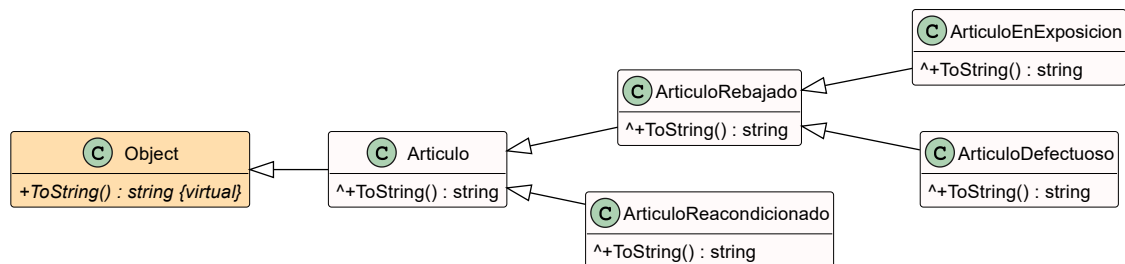 C Object
+ToString() : string {virtual}
C Articulo
^+ToString() : string
C ArticuloRebajado
^+ToString() : string
C ArticuloReacondicionado
^+ToString() : string
C ArticuloEnExposicion
^+ToString() : string
C ArticuloDefectuoso
^+ToString() : string